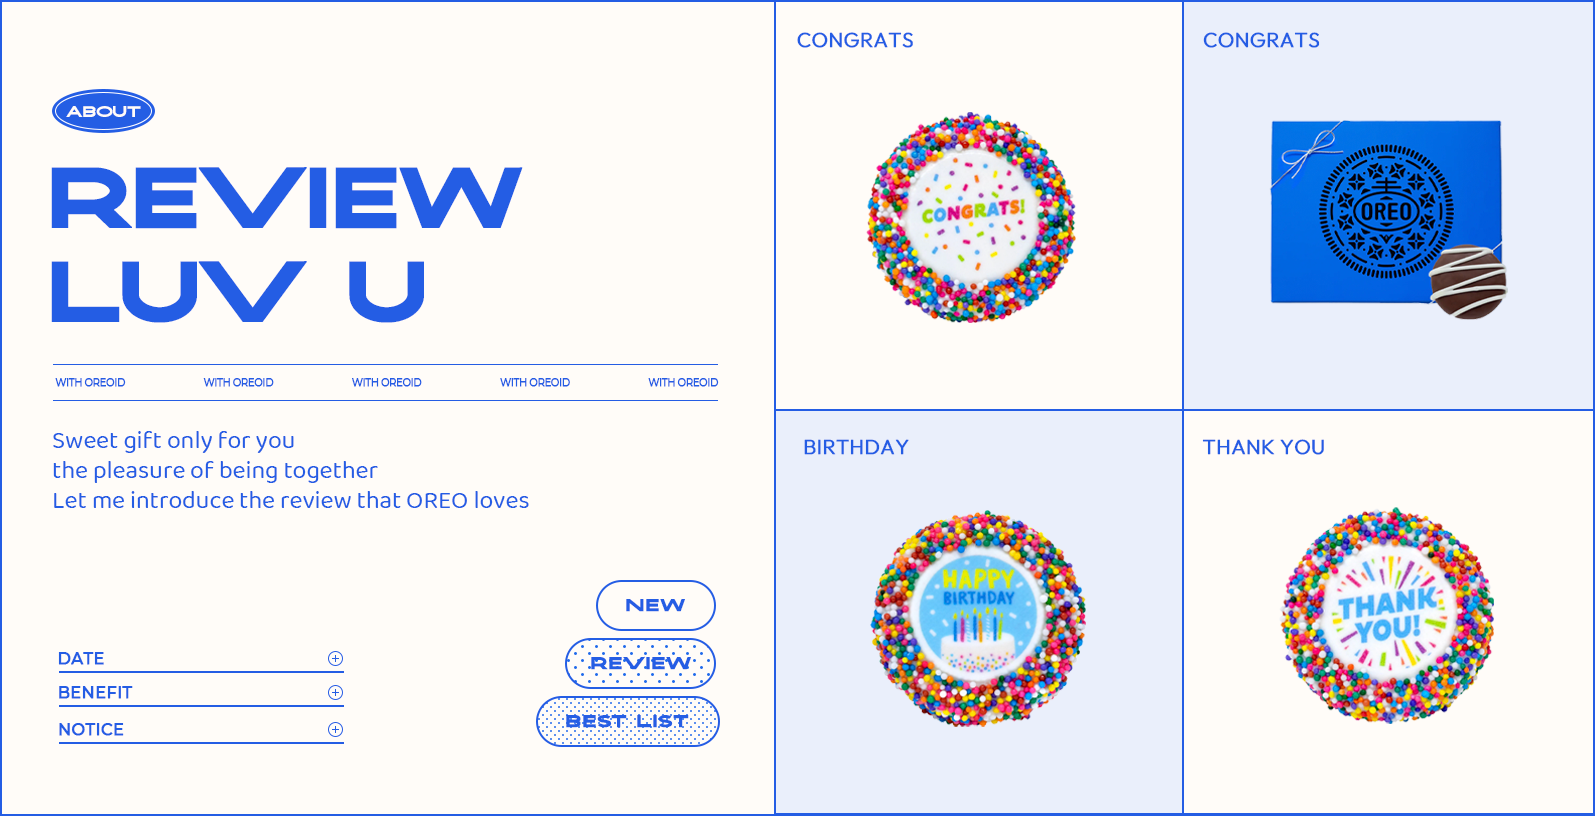 ABOUT
REVIEW
LUV U
WITH OREOID WITH OREOID WITH OREOID WITH OREOID WITH OREOID
Sweet gift only for you
the pleasure of being together
Let me introduce the review that OREO loves
DATE
BENEFIT
NOTICE
NEW
REVIEW
BEST LIST
CONGRATS
CONGRATS!
CONGRATS
OREO
BIRTHDAY
HAPPY
BIRTHDAY
THANK YOU
THANK
YOU!